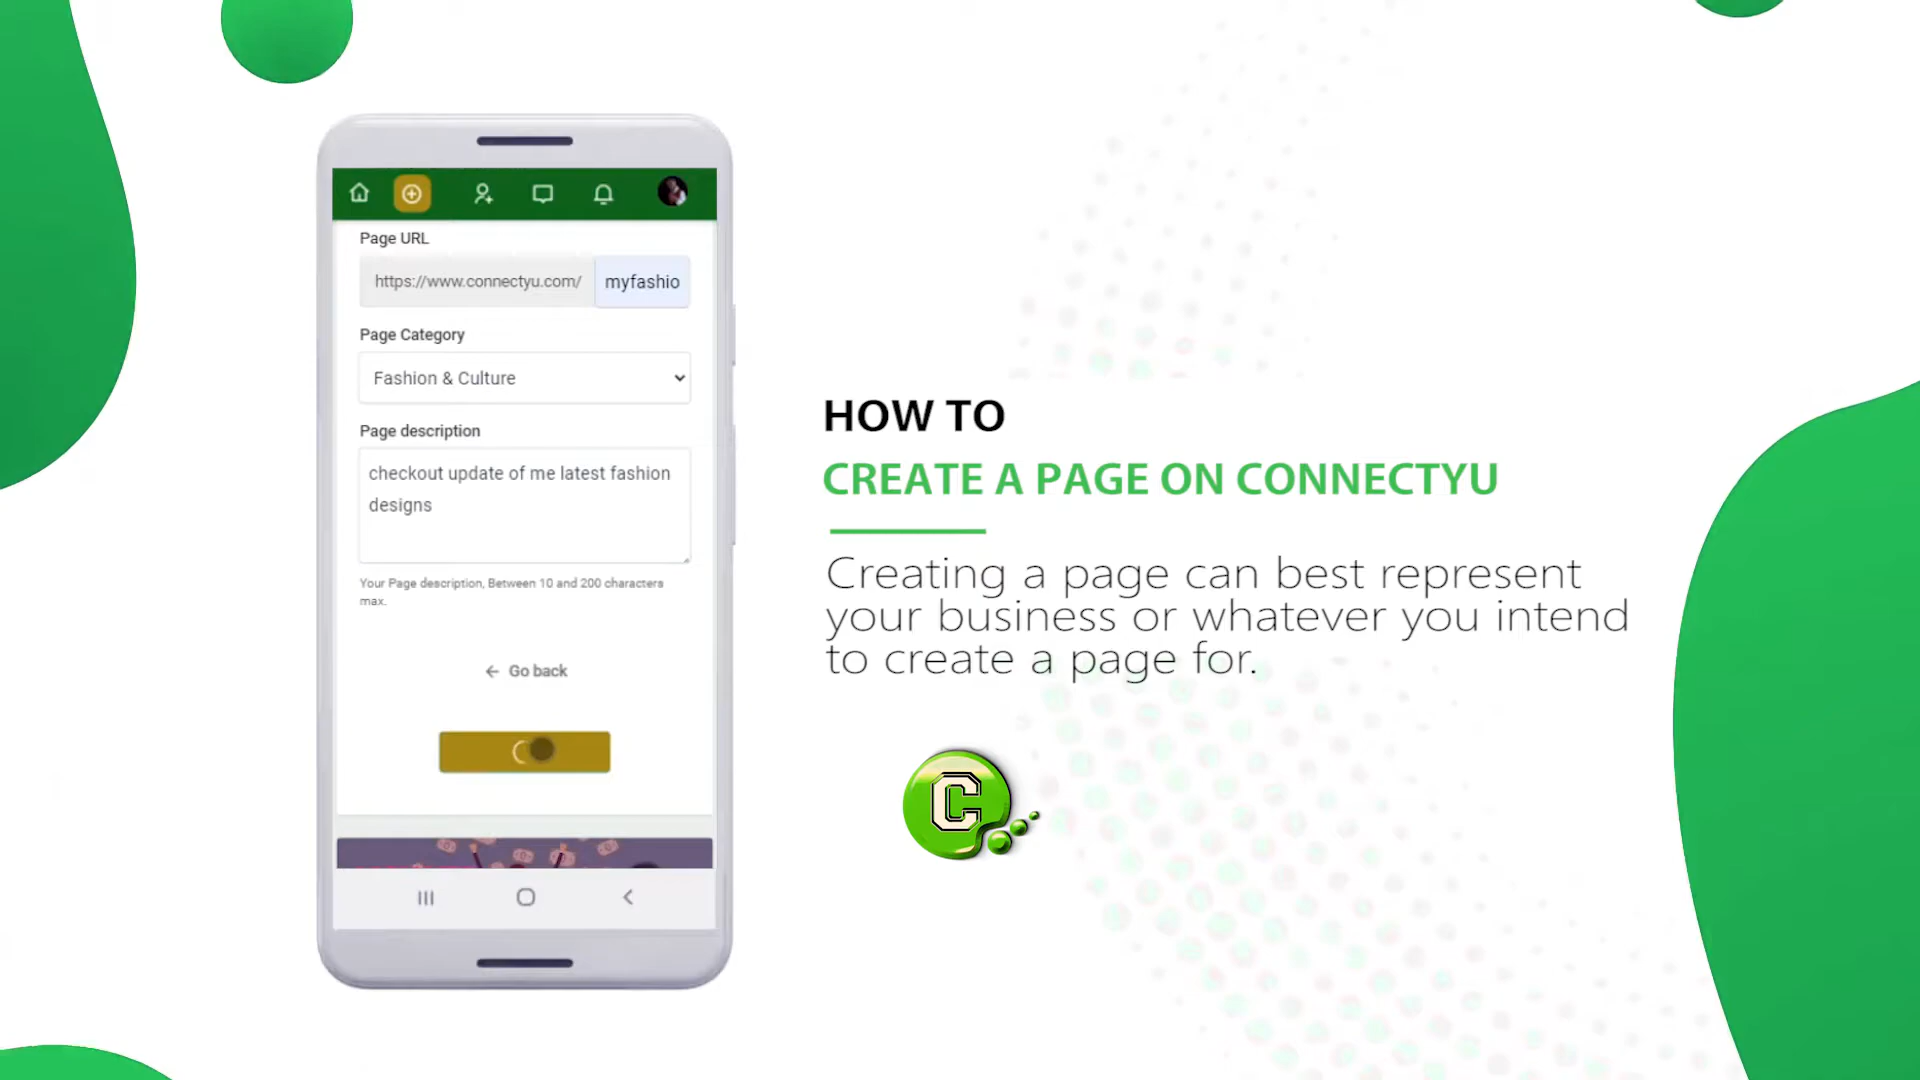 Page URL
https://www.connectyu.com/ myfashio
Page Category
Fashion & Culture
Page description
checkout update of me latest fashion
designs
Your Page description, Between 10 and 200 characters
max.
Go back
HOW TO
CREATE A PAGE ON CONNECTYU
Creating a page can best represent
your business or whatever you intend
to create a page for.
C